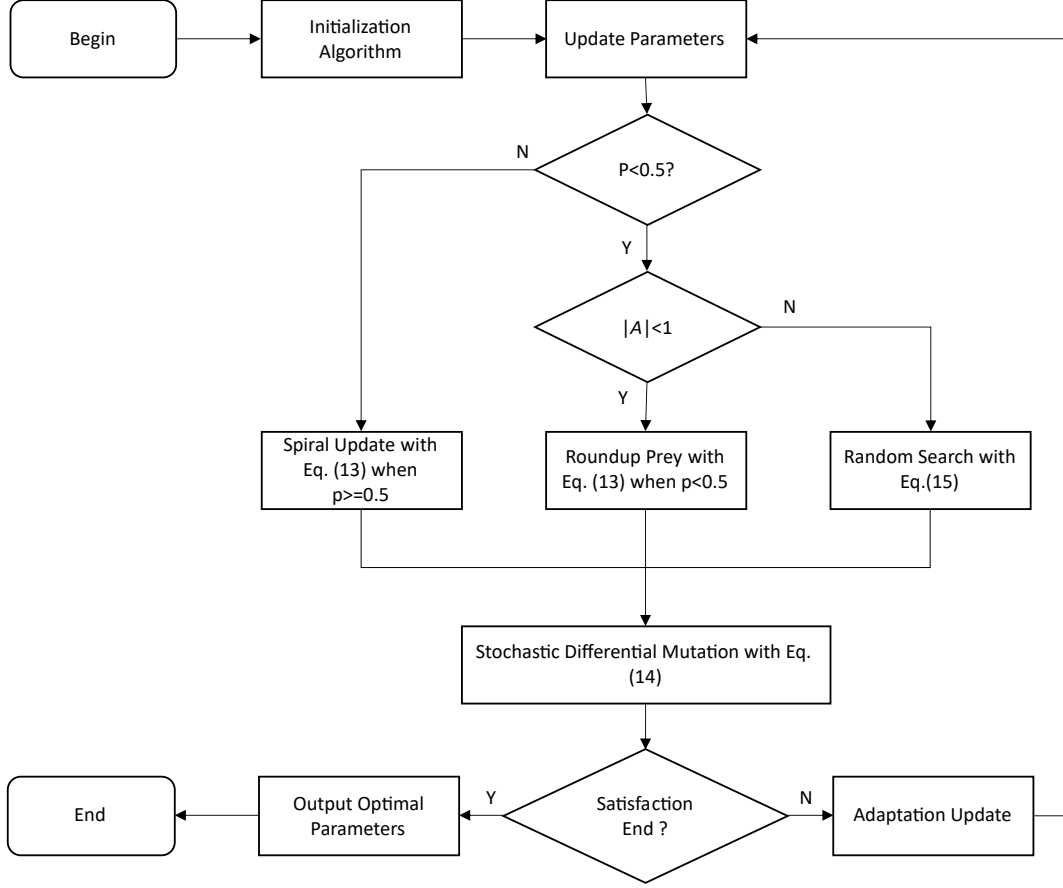 Begin
Initialization
Algorithm
Update Parameters
P<0.5?
N
Y
|A|<1
N
Y
Spiral Update with
Eq. (13) when
p>=0.5
Roundup Prey with
Eq. (13) when p<0.5
Random Search with
Eq.(15)
Stochastic Differential Mutation with Eq.
(14)
End
Output Optimal
Parameters
Y
Satisfaction
End ?
N
Adaptation Update